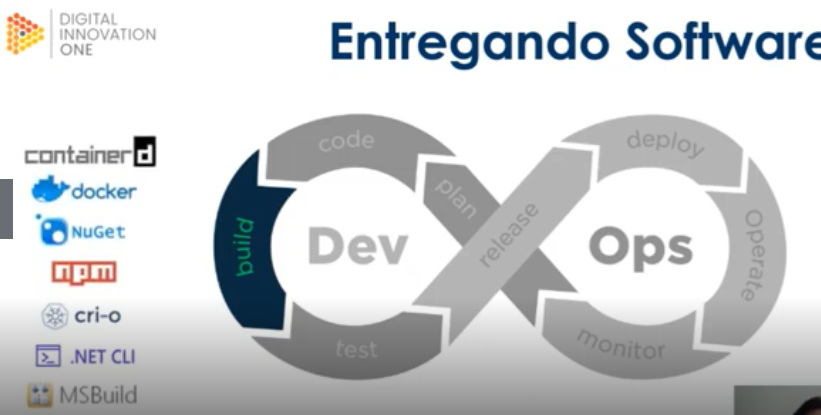 DIGITAL
INNOVATION
ONE
Entregando Software
containerd
docker
NuGet
npm
cri-o
.NET CLI
MSBuild
code
deploy
plan
build
release
Operate
Dev
Ops
test
monitor